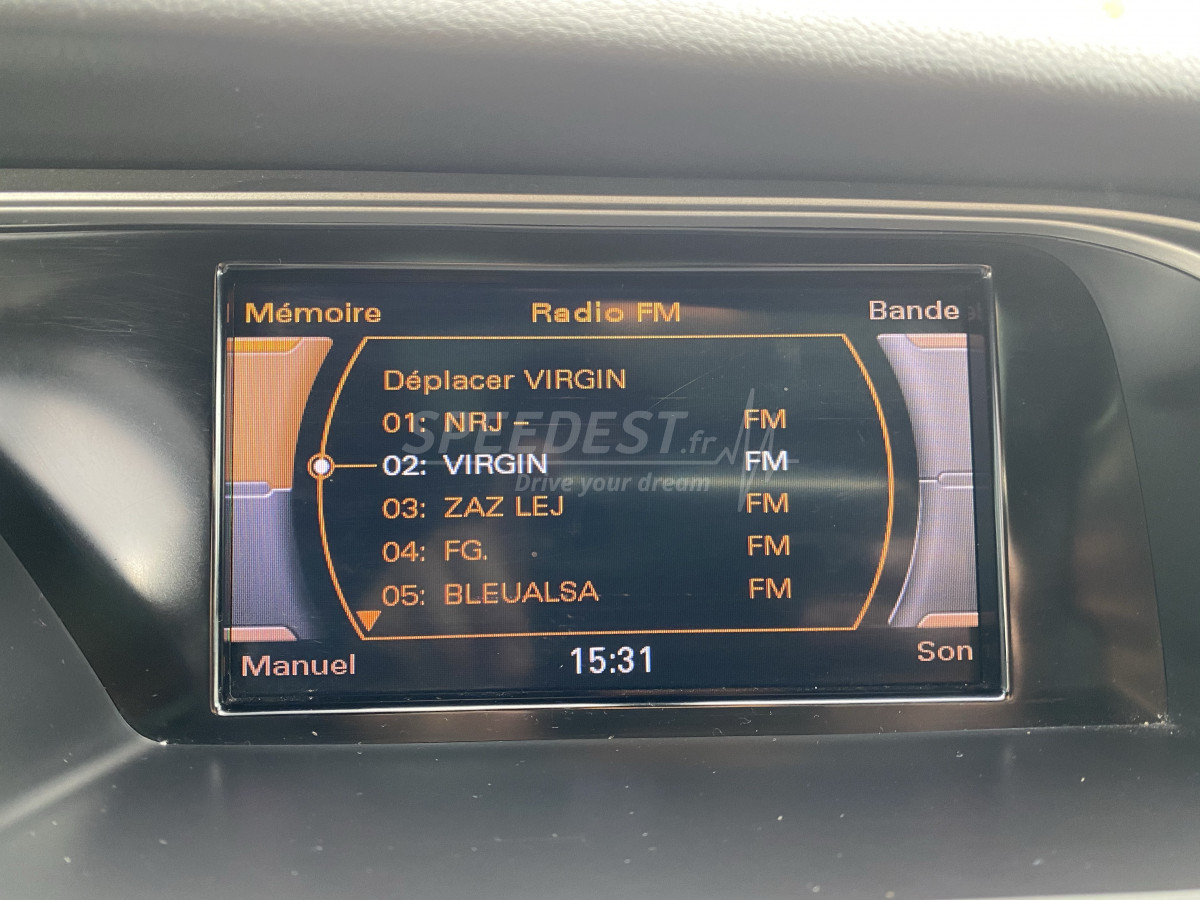 Mémoire Radio FM Bande
Déplacer VIRGIN
01: NRJ – FM
02: VIRGIN FM
03: ZAZ LEJ FM
04: FG. FM
05: BLEUALSA FM
Manuel 15:31 Son
SPEEDEST.fr
Drive your dream